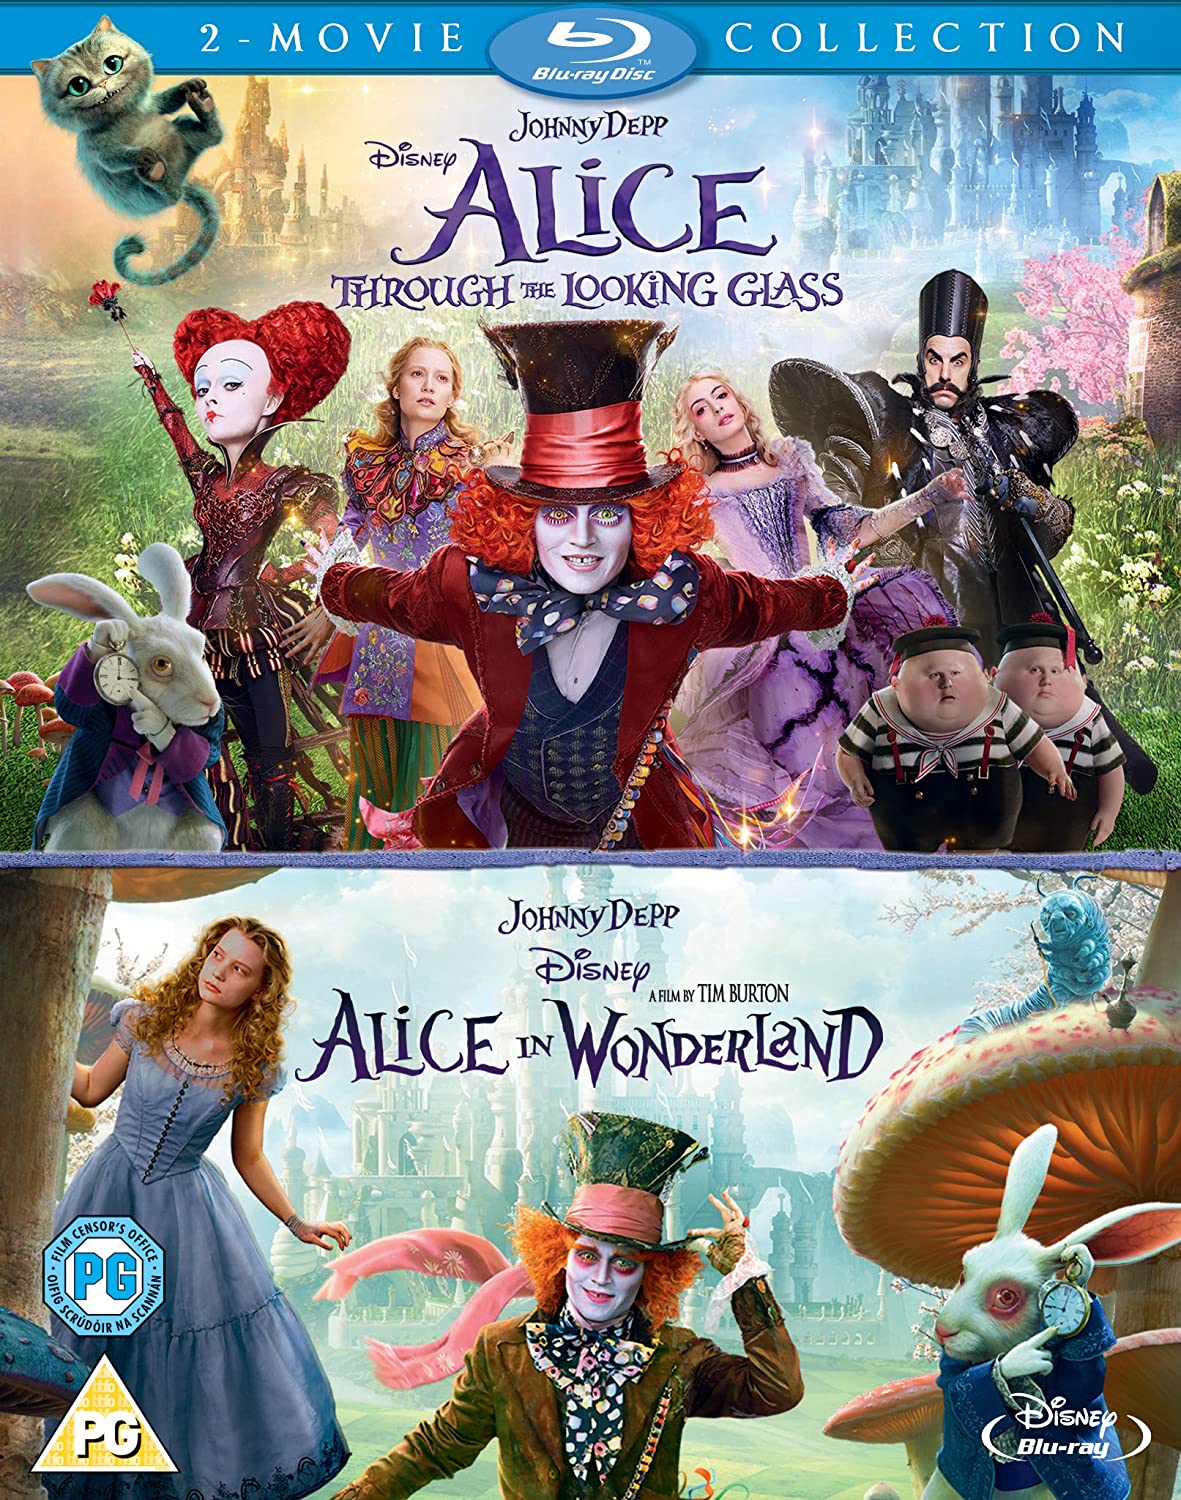 2-MOVIE COLLECTION
Blu-ray Disc™
JOHNNY DEPP
DISNEY
ALICE
THROUGH THE LOOKING GLASS
JOHNNY DEPP
DISNEY
A FILM BY TIM BURTON
ALICE IN WONDERLAND
FILM CENSOR'S OFFICE
PG
OIFIG SCRÚDÓIR NA SCANNÁN
PG
DISNEY
Blu-ray